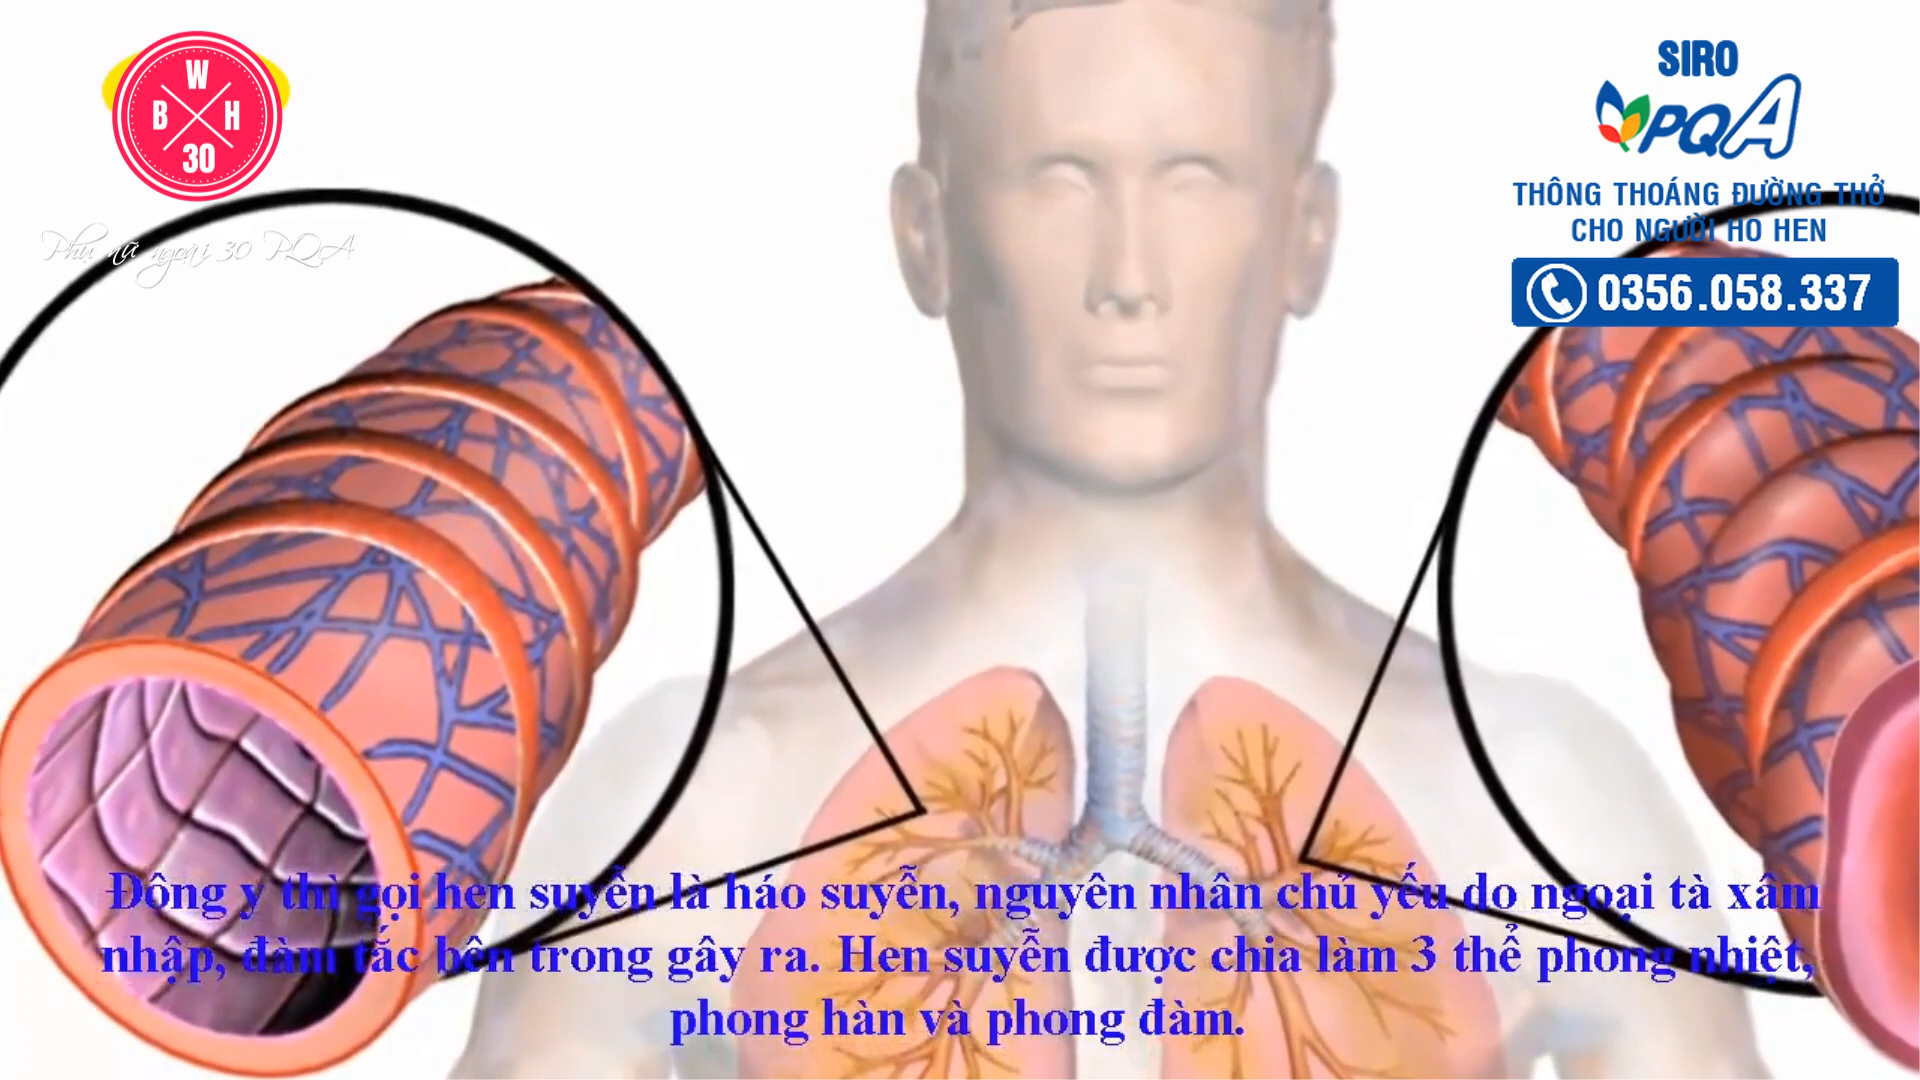 W
B H
30
Phụ nữ ngoài 30 PQA
SIRO
PQA
THÔNG THOÁNG ĐƯỜNG THỞ
CHO NGƯỜI HO HEN
0356.058.337
Đông y thì gọi hen suyễn là háo suyễn, nguyên nhân chủ yếu do ngoại tà xâm
nhập, đàm tắc bên trong gây ra. Hen suyễn được chia làm 3 thể phong nhiệt,
phong hàn và phong đàm.